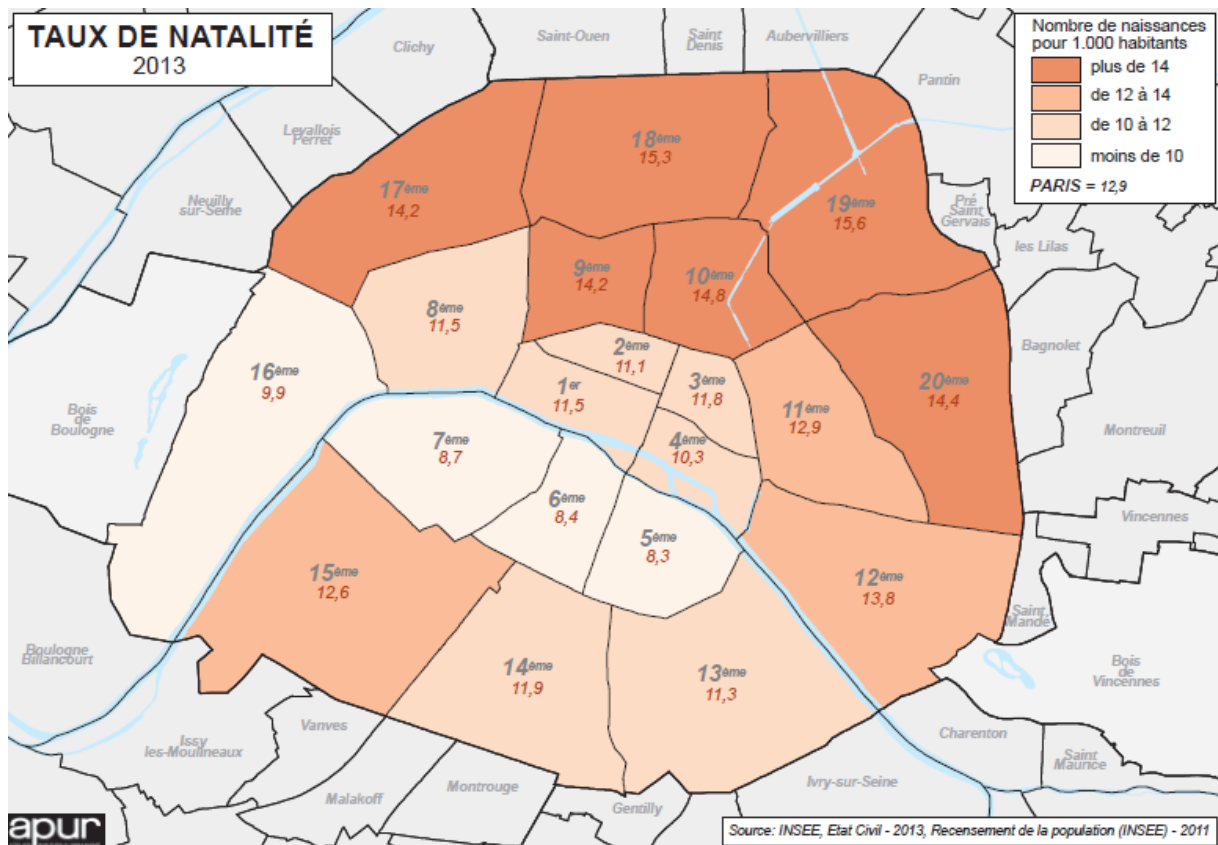 TAUX DE NATALITÉ
2013
Nombre de naissances
pour 1.000 habitants
plus de 14
de 12 à 14
de 10 à 12
moins de 10
PARIS = 12,9
Clichy
Saint-Ouen
Saint
Denis
Aubervilliers
Pantin
Levallois
Perret
Neuilly
sur-Seine
Pré
Saint
Gervais
les Lilas
Bagnolet
Montreuil
Vincennes
Saint
Mandé
Bois
de
Vincennes
Charenton
Saint
Maurice
Ivry-sur-Seine
Gentilly
Montrouge
Malakoff
Vanves
Issy
les-Moulineaux
Boulogne
Billancourt
Bois
de
Boulogne
18ème
15,3
17ème
14,2
19ème
15,6
9ème
14,2
10ème
14,8
8ème
11,5
2ème
11,1
1er
11,5
3ème
11,8
16ème
9,9
20ème
14,4
11ème
12,9
4ème
10,3
7ème
8,7
6ème
8,4
5ème
8,3
15ème
12,6
12ème
13,8
14ème
11,9
13ème
11,3
apur
Source: INSEE, Etat Civil - 2013, Recensement de la population (INSEE) - 2011